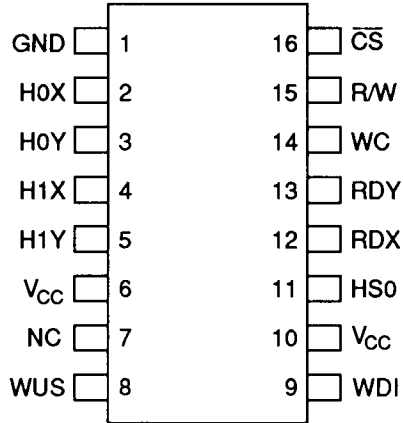 GND 1 16 C̅S̅
H0X 2 15 R/W
H0Y 3 14 WC
H1X 4 13 RDY
H1Y 5 12 RDX
VCC 6 11 HS0
NC 7 10 VCC
WUS 8 9 WDI